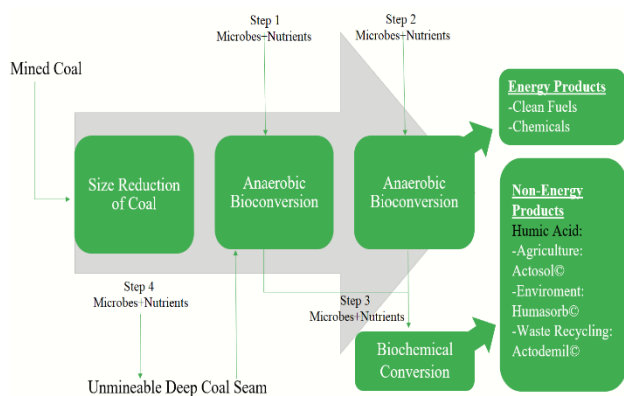 Step 1
Microbes+Nutrients
Step 2
Microbes+Nutrients
Mined Coal
Size Reduction
of Coal
Anaerobic
Bioconversion
Anaerobic
Bioconversion
Energy Products
-Clean Fuels
-Chemicals
Non-Energy
Products
Humic Acid:
-Agriculture:
Actosol©
-Enviroment:
Humasorb©
-Waste Recycling:
Actodemil©
Step 4
Microbes+Nutrients
Step 3
Microbes+Nutrients
Biochemical
Conversion
Unmineable Deep Coal Seam